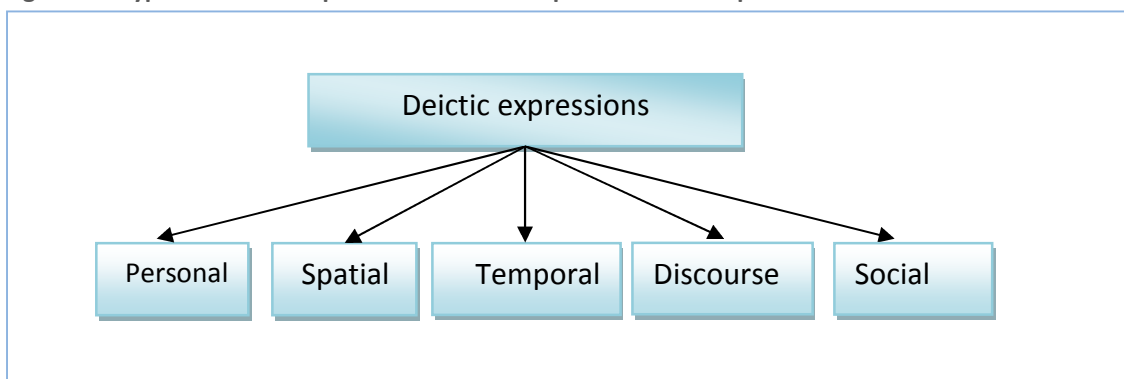 Deictic expressions
Personal
Spatial
Temporal
Discourse
Social